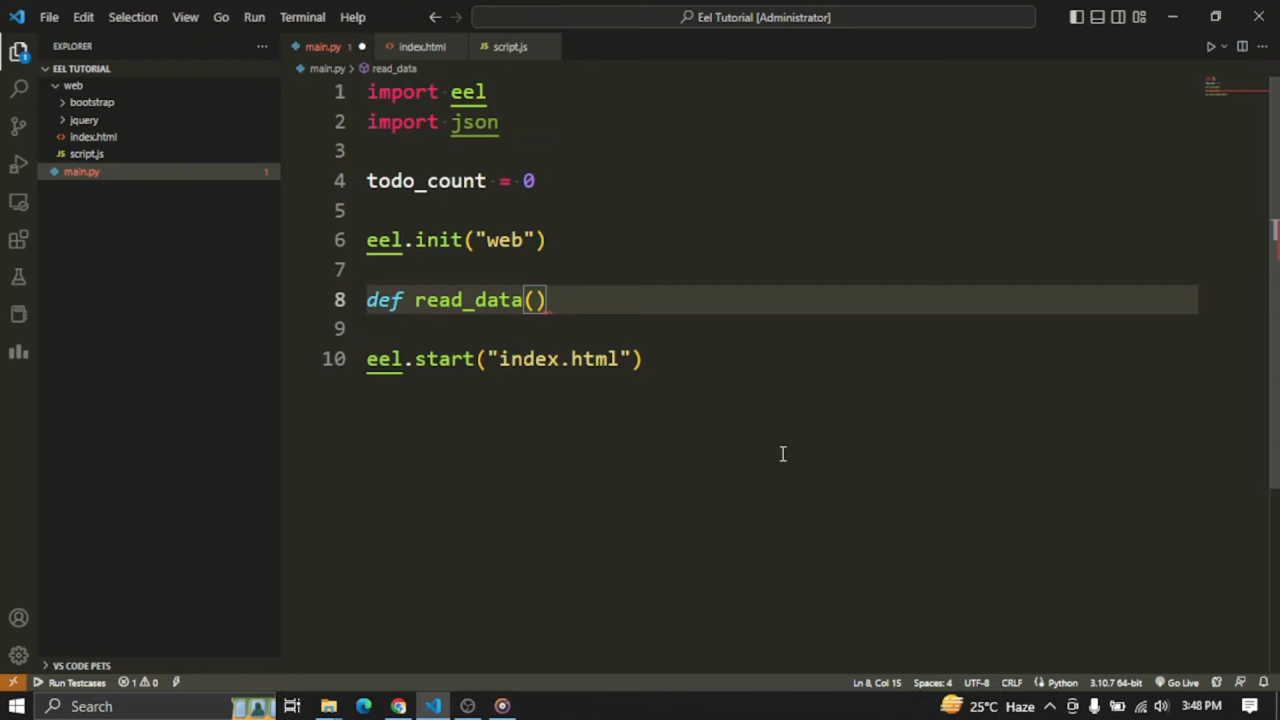 File Edit Selection View Go Run Terminal Help
Eel Tutorial [Administrator]
EXPLORER
main.py 1
index.html
script.js
EEL TUTORIAL
main.py > read_data
web
bootstrap
jquery
index.html
script.js
main.py 1
1 import eel
2 import json
3
4 todo_count = 0
5
6 eel.init("web")
7
8 def read_data()
9
10 eel.start("index.html")
VS CODE PETS
Run Testcases 1 0
Ln 8, Col 15 Spaces: 4 UTF-8 CRLF Python 3.10.7 64-bit Go Live
Search
25°C Haze 3:48 PM